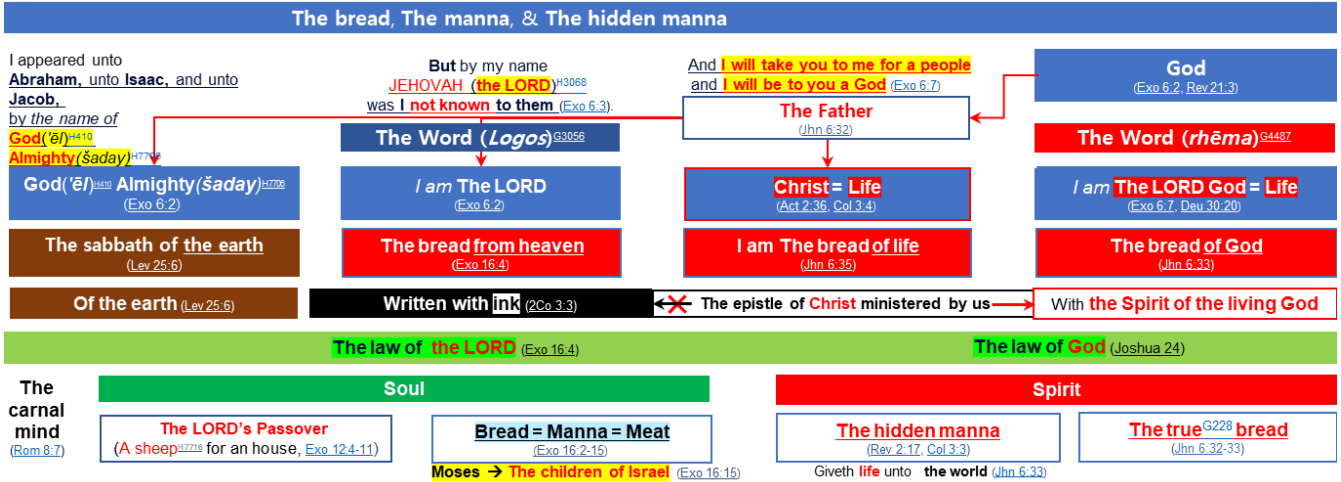 The bread, The manna, & The hidden manna
I appeared unto
Abraham, unto Isaac, and unto
Jacob,
by the name of
God('ēl)H410
Almighty(šaday)H7706
But by my name
JEHOVAH (the LORD)H3068
was I not known to them (Exo 6:3).
And I will take you to me for a people
and I will be to you a God (Exo 6:7)
God
(Exo 6:2, Rev 21:3)
The Father
(Jhn 6:32)
The Word (Logos)G3056
The Word (rhēma)G4487
God('ēl)H410 Almighty(šaday)H7706
(Exo 6:2)
I am The LORD
(Exo 6:2)
Christ = Life
(Act 2:36, Col 3:4)
I am The LORD God = Life
(Exo 6:7, Deu 30:20)
The sabbath of the earth
(Lev 25:6)
The bread from heaven
(Exo 16:4)
I am The bread of life
(Jhn 6:35)
The bread of God
(Jhn 6:33)
Of the earth (Lev 25:6)
Written with ink (2Co 3:3)
The epistle of Christ ministered by us
With the Spirit of the living God
The law of the LORD (Exo 16:4)
The law of God (Joshua 24)
The
carnal
mind
(Rom 8:7)
Soul
Spirit
The LORD's Passover
(A sheepH7716 for an house, Exo 12:4-11)
Bread = Manna = Meat
(Exo 16:2-15)
Moses → The children of Israel (Exo 16:15)
The hidden manna
(Rev 2:17, Col 3:3)
Giveth life unto the world (Jhn 6:33)
The trueG228 bread
(Jhn 6:32-33)